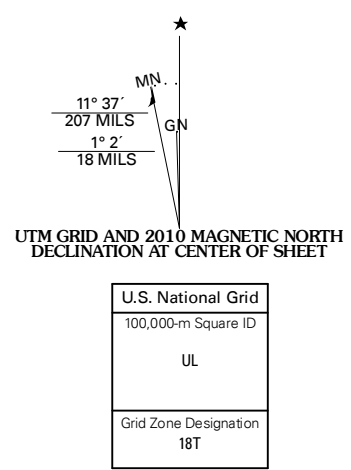 ★
MN
11° 37´
207 MILS
GN
1° 2´
18 MILS
UTM GRID AND 2010 MAGNETIC NORTH
DECLINATION AT CENTER OF SHEET
U.S. National Grid
100,000-m Square ID
UL
Grid Zone Designation
18T